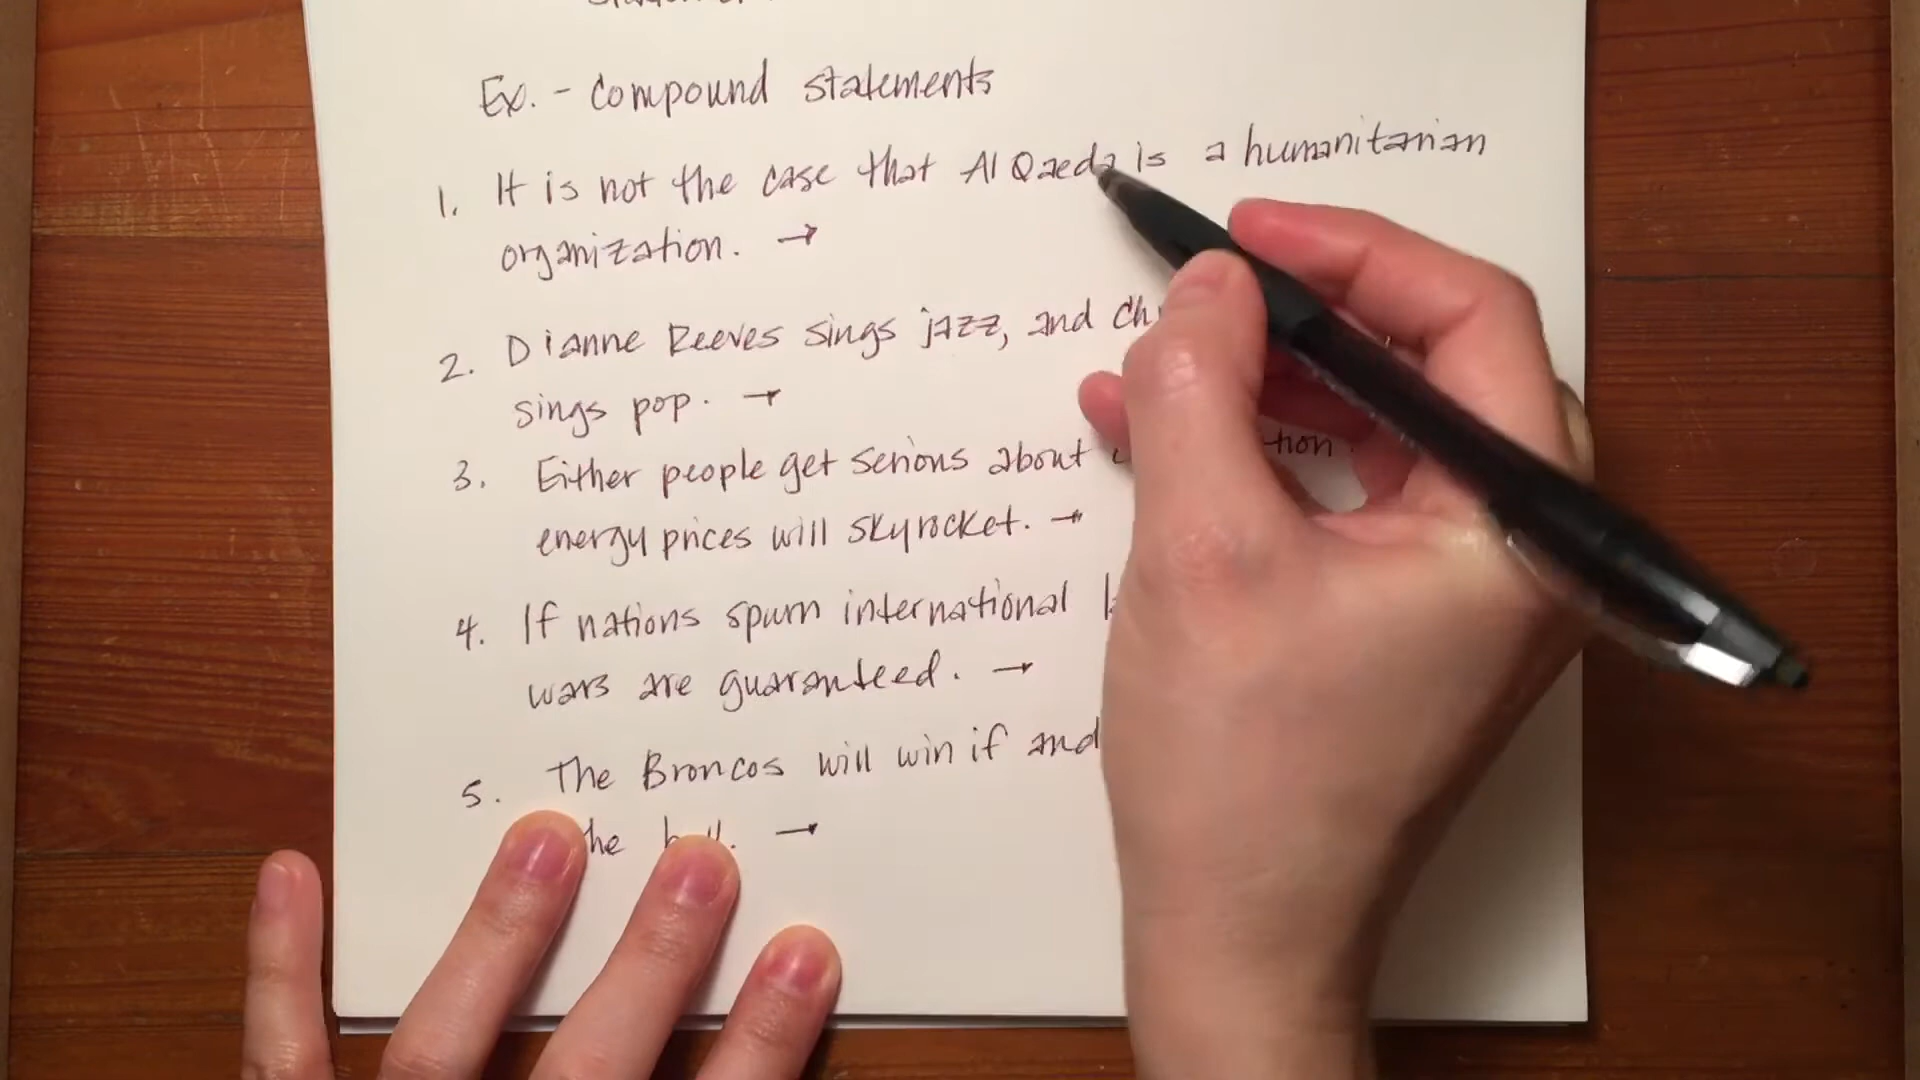 Ex. - Compound statements
1. It is not the case that Al Qaeda is a humanitarian
organization. →
2. Dianne Reeves sings jazz, and
sings pop. →
3. Either people get serious about
energy prices will skyrocket. →
4. If nations spurn international
wars are guaranteed. →
5. The Broncos will win if and
→